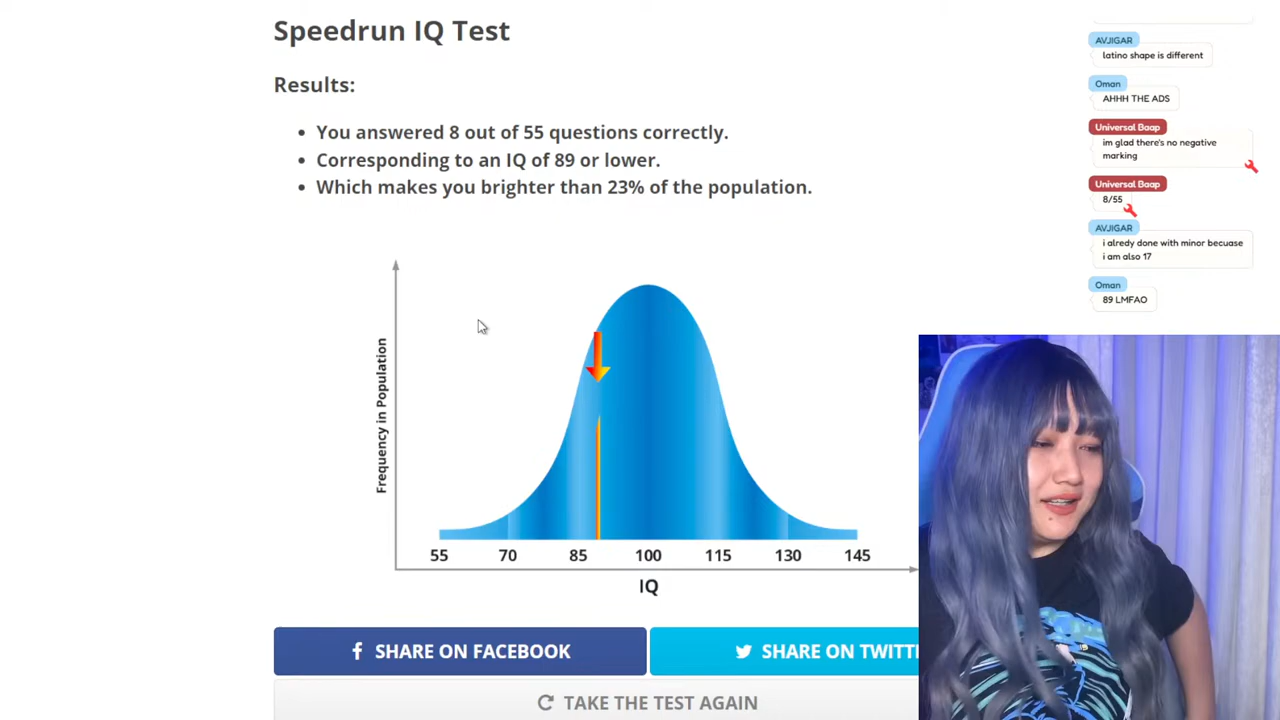 Speedrun IQ Test
Results:
• You answered 8 out of 55 questions correctly.
• Corresponding to an IQ of 89 or lower.
• Which makes you brighter than 23% of the population.
Frequency in Population
55 70 85 100 115 130 145
IQ
SHARE ON FACEBOOK
SHARE ON TWITT
TAKE THE TEST AGAIN
AVJIGAR
latino shape is different
Oman
AHHH THE ADS
Universal Baap
im glad there's no negative
marking
Universal Baap
8/55
AVJIGAR
i alredy done with minor becuase
i am also 17
Oman
89 LMFAO